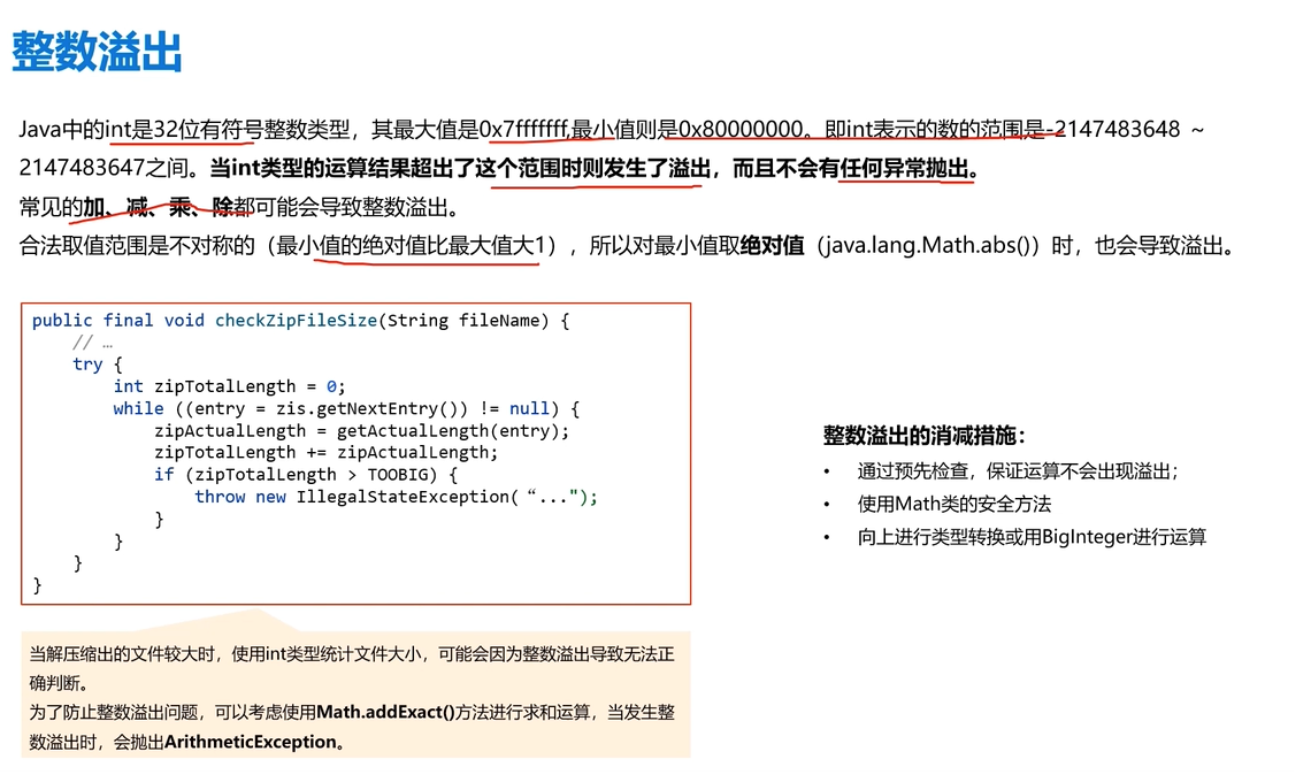 整数溢出
Java中的int是32位有符号整数类型，其最大值是0x7fffffff,最小值则是0x80000000。即int表示的数的范围是-2147483648 ～
2147483647之间。当int类型的运算结果超出了这个范围时则发生了溢出，而且不会有任何异常抛出。
常见的加、减、乘、除都可能会导致整数溢出。
合法取值范围是不对称的（最小值的绝对值比最大值大1），所以对最小值取绝对值（java.lang.Math.abs()）时，也会导致溢出。
public final void checkZipFileSize(String fileName) {
    // …
    try {
        int zipTotalLength = 0;
        while ((entry = zis.getNextEntry()) != null) {
            zipActualLength = getActualLength(entry);
            zipTotalLength += zipActualLength;
            if (zipTotalLength > TOOBIG) {
                throw new IllegalStateException(“...");
            }
        }
    }
}
整数溢出的消减措施：
• 通过预先检查，保证运算不会出现溢出；
• 使用Math类的安全方法
• 向上进行类型转换或用BigInteger进行运算
当解压缩出的文件较大时，使用int类型统计文件大小，可能会因为整数溢出导致无法正
确判断。
为了防止整数溢出问题，可以考虑使用Math.addExact()方法进行求和运算，当发生整
数溢出时，会抛出ArithmeticException。